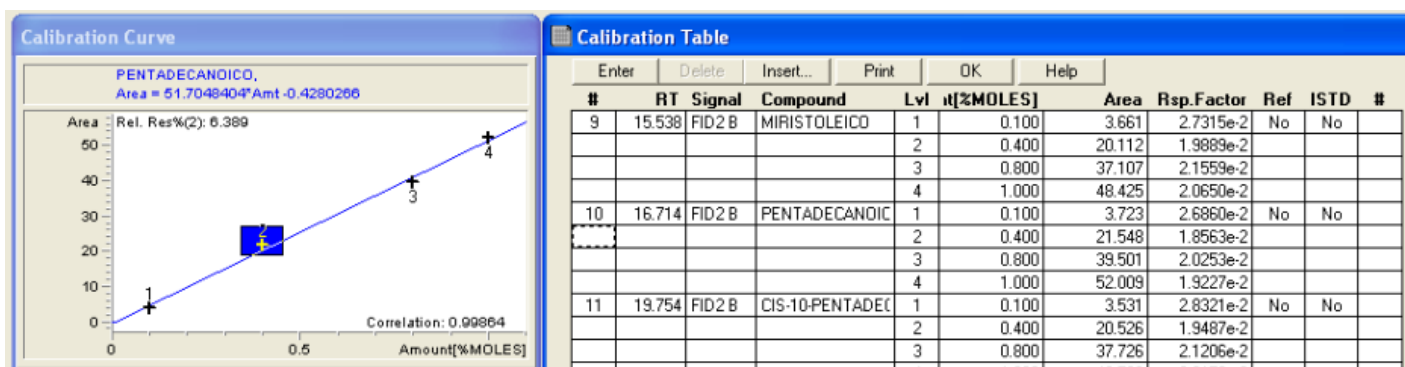 Calibration Curve
PENTADECANOICO,
Area = 51.7048404*Amt -0.4280266
Area
Rel. Res%(2): 6.389
50
40
30
20
10
0
1
2
3
4
Correlation: 0.99864
0 0.5 Amount[%MOLES]
Calibration Table
Enter Delete Insert... Print OK Help
# RT Signal Compound Lvl [%MOLES] Area Rsp.Factor Ref ISTD #
9 15.538 FID2 B MIRISTOLEICO 1 0.100 3.661 2.7315e-2 No No
2 0.400 20.112 1.9889e-2
3 0.800 37.107 2.1559e-2
4 1.000 48.425 2.0650e-2
10 16.714 FID2 B PENTADECANOIC 1 0.100 3.723 2.6860e-2 No No
2 0.400 21.548 1.8563e-2
3 0.800 39.501 2.0253e-2
4 1.000 52.009 1.9227e-2
11 19.754 FID2 B CIS-10-PENTADEC 1 0.100 3.531 2.8321e-2 No No
2 0.400 20.526 1.9487e-2
3 0.800 37.726 2.1206e-2